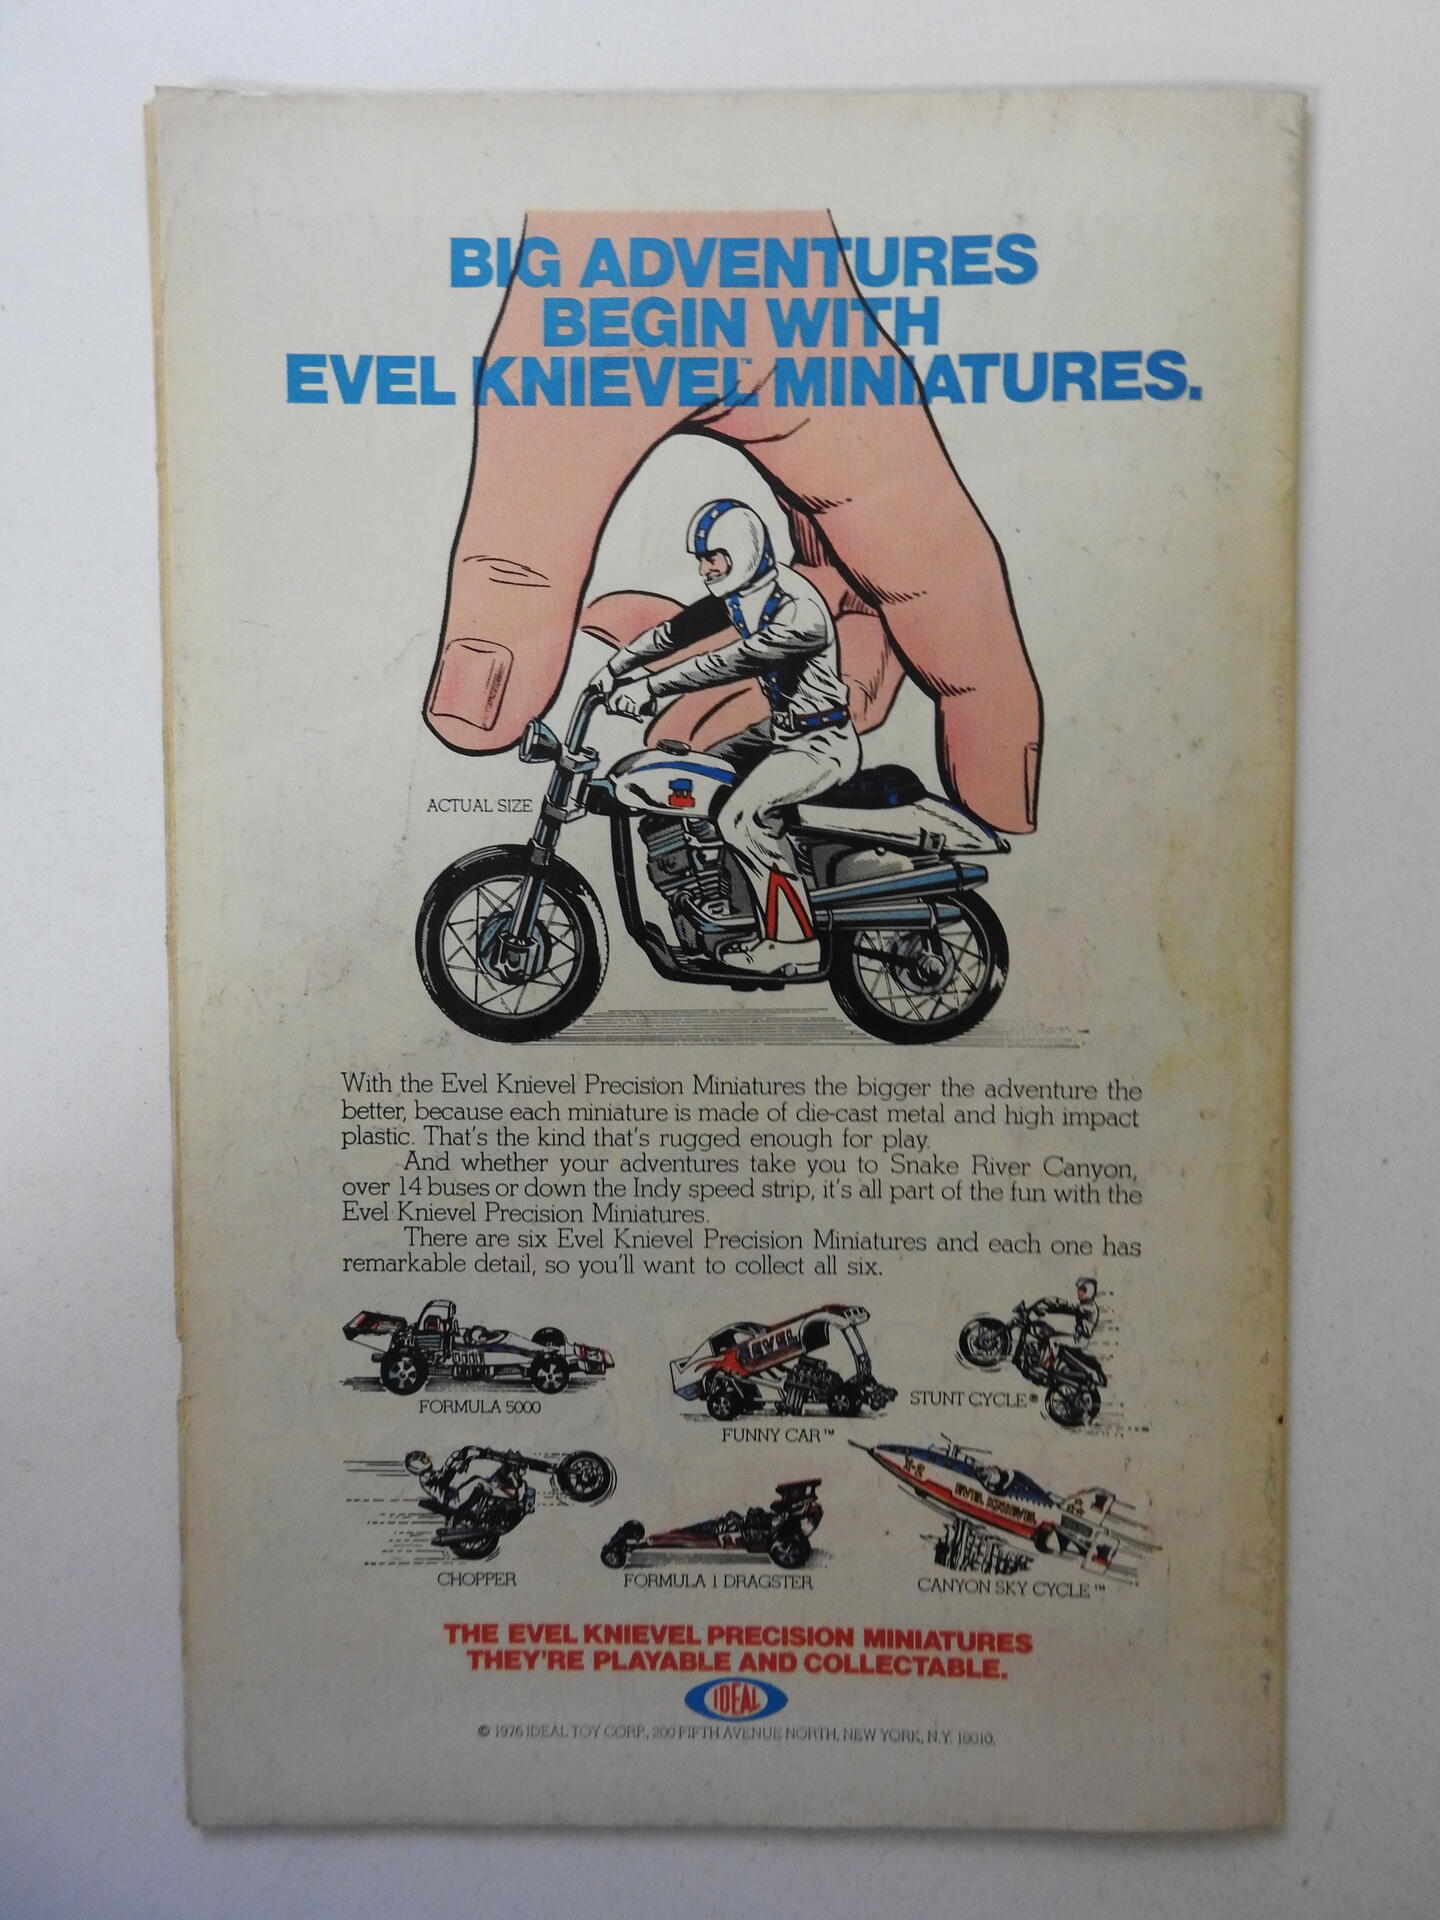 BIG ADVENTURES
BEGIN WITH
EVEL KNIEVEL™ MINIATURES.
ACTUAL SIZE
1
With the Evel Knievel Precision Miniatures the bigger the adventure the
better, because each miniature is made of die-cast metal and high impact
plastic. That's the kind that's rugged enough for play.
And whether your adventures take you to Snake River Canyon,
over 14 buses or down the Indy speed strip, it's all part of the fun with the
Evel Knievel Precision Miniatures.
There are six Evel Knievel Precision Miniatures and each one has
remarkable detail, so you'll want to collect all six.
EVEL
FORMULA 5000
FUNNY CAR™
STUNT CYCLE®
X-2
EVEL KNIEVEL
CHOPPER
FORMULA 1 DRAGSTER
CANYON SKY CYCLE™
THE EVEL KNIEVEL PRECISION MINIATURES
THEY'RE PLAYABLE AND COLLECTABLE.
IDEAL
© 1976 IDEAL TOY CORP., 200 FIFTH AVENUE NORTH, NEW YORK, N.Y. 10010.